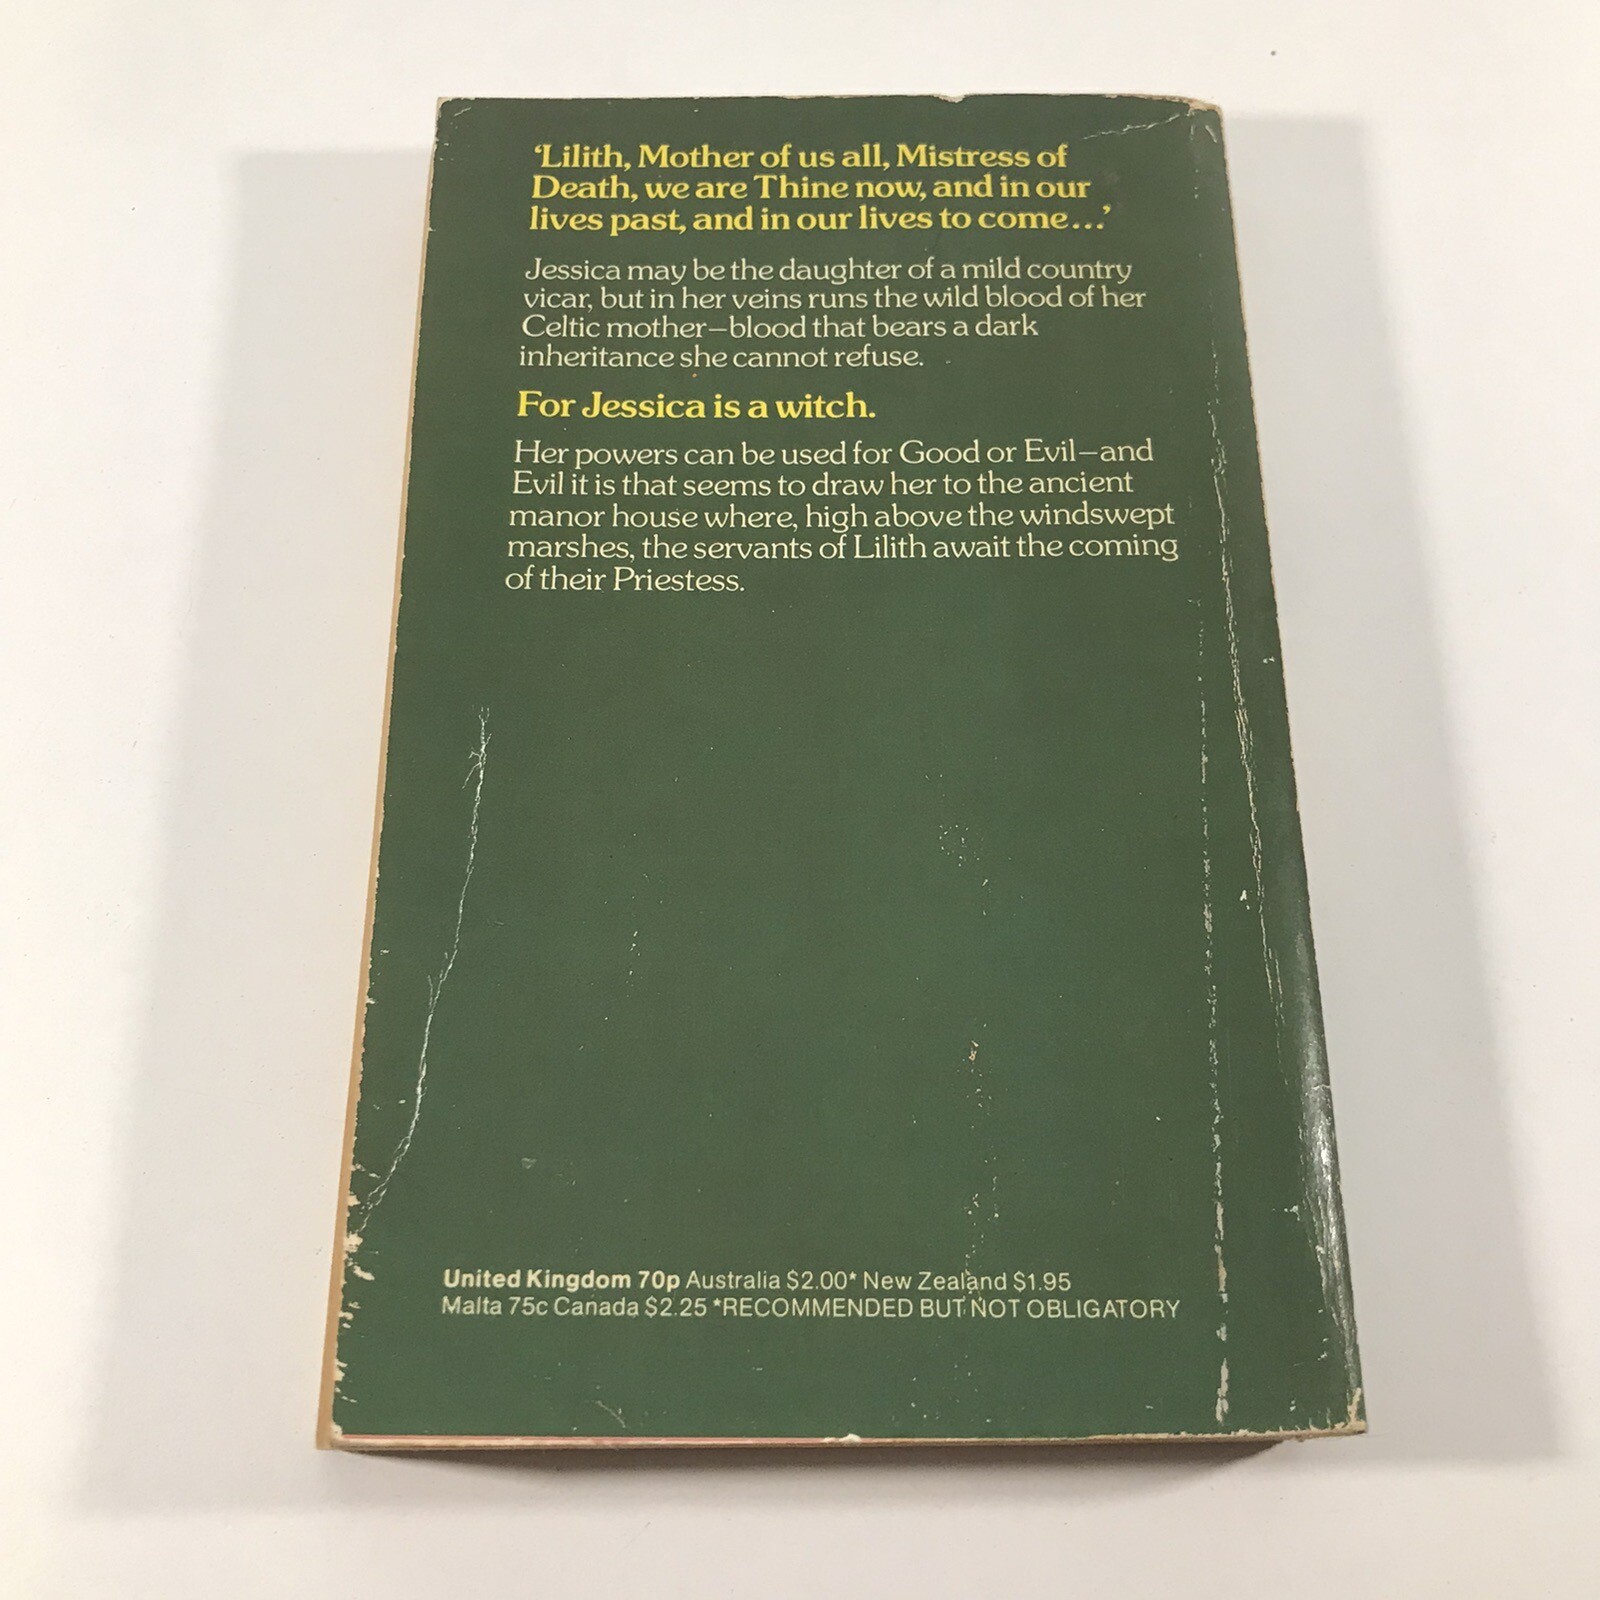 ‘Lilith, Mother of us all, Mistress of
Death, we are Thine now, and in our
lives past, and in our lives to come...’
Jessica may be the daughter of a mild country
vicar, but in her veins runs the wild blood of her
Celtic mother–blood that bears a dark
inheritance she cannot refuse.
For Jessica is a witch.
Her powers can be used for Good or Evil–and
Evil it is that seems to draw her to the ancient
manor house where, high above the windswept
marshes, the servants of Lilith await the coming
of their Priestess.
United Kingdom 70p Australia $2.00* New Zealand $1.95
Malta 75c Canada $2.25 *RECOMMENDED BUT NOT OBLIGATORY